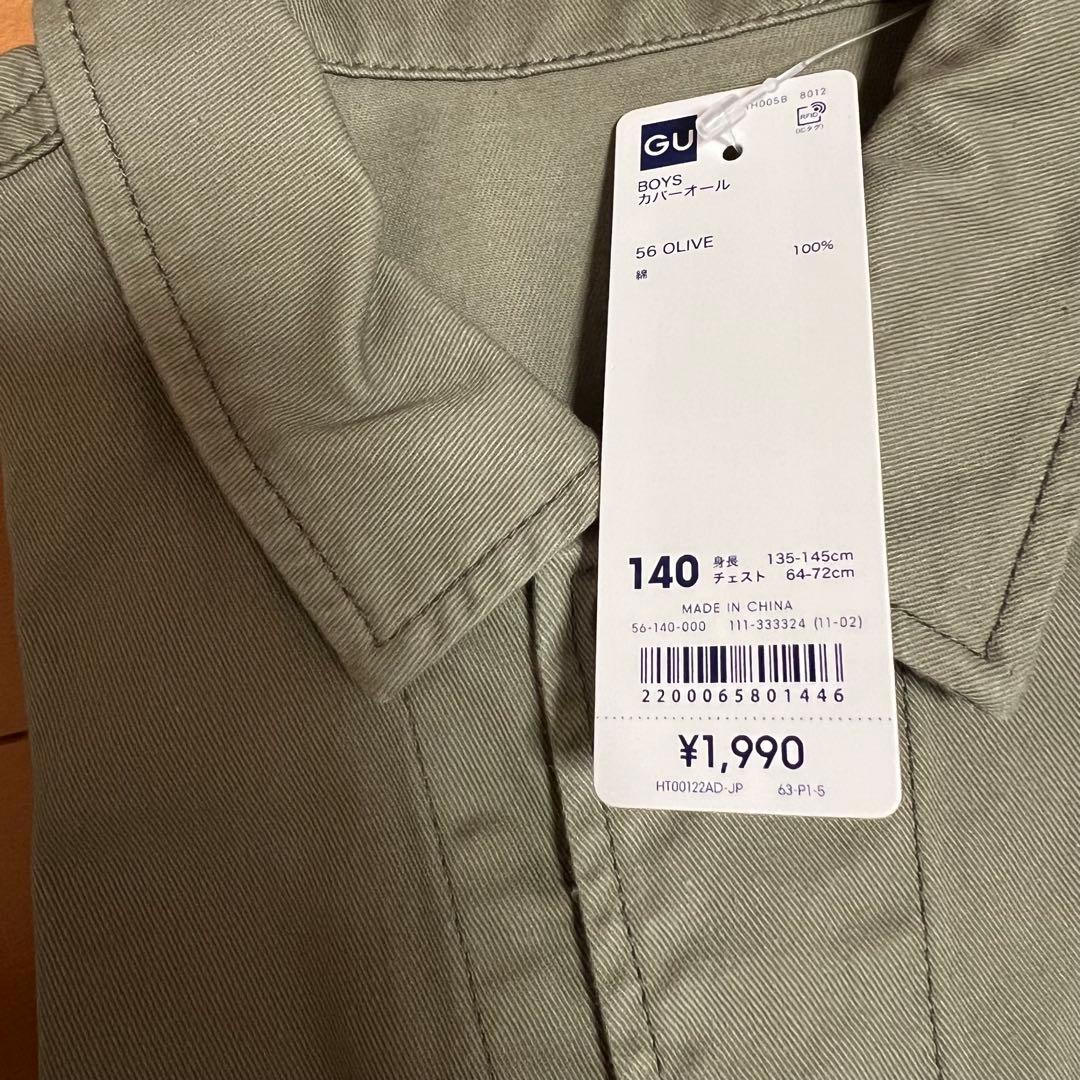 GU
8012
RFID
(ICタグ)
BOYS
カバーオール
56 OLIVE
綿 100%
140 身長 135-145cm
チェスト 64-72cm
MADE IN CHINA
56-140-000 111-333324 (11-02)
2200065801446
¥1,990
HT00122AD-JP 63-P1-5